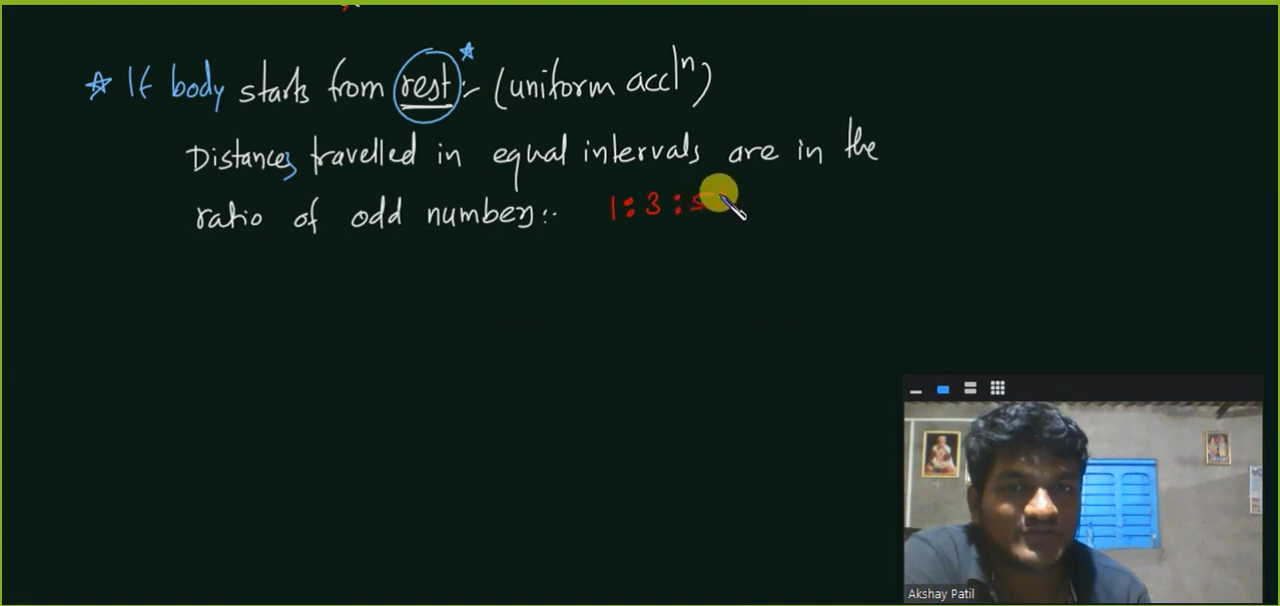 ☆ If body starts from rest☆ :- (uniform acclⁿ)
Distances travelled in equal intervals are in the
ratio of odd numbers:- 1:3:5
Akshay Patil